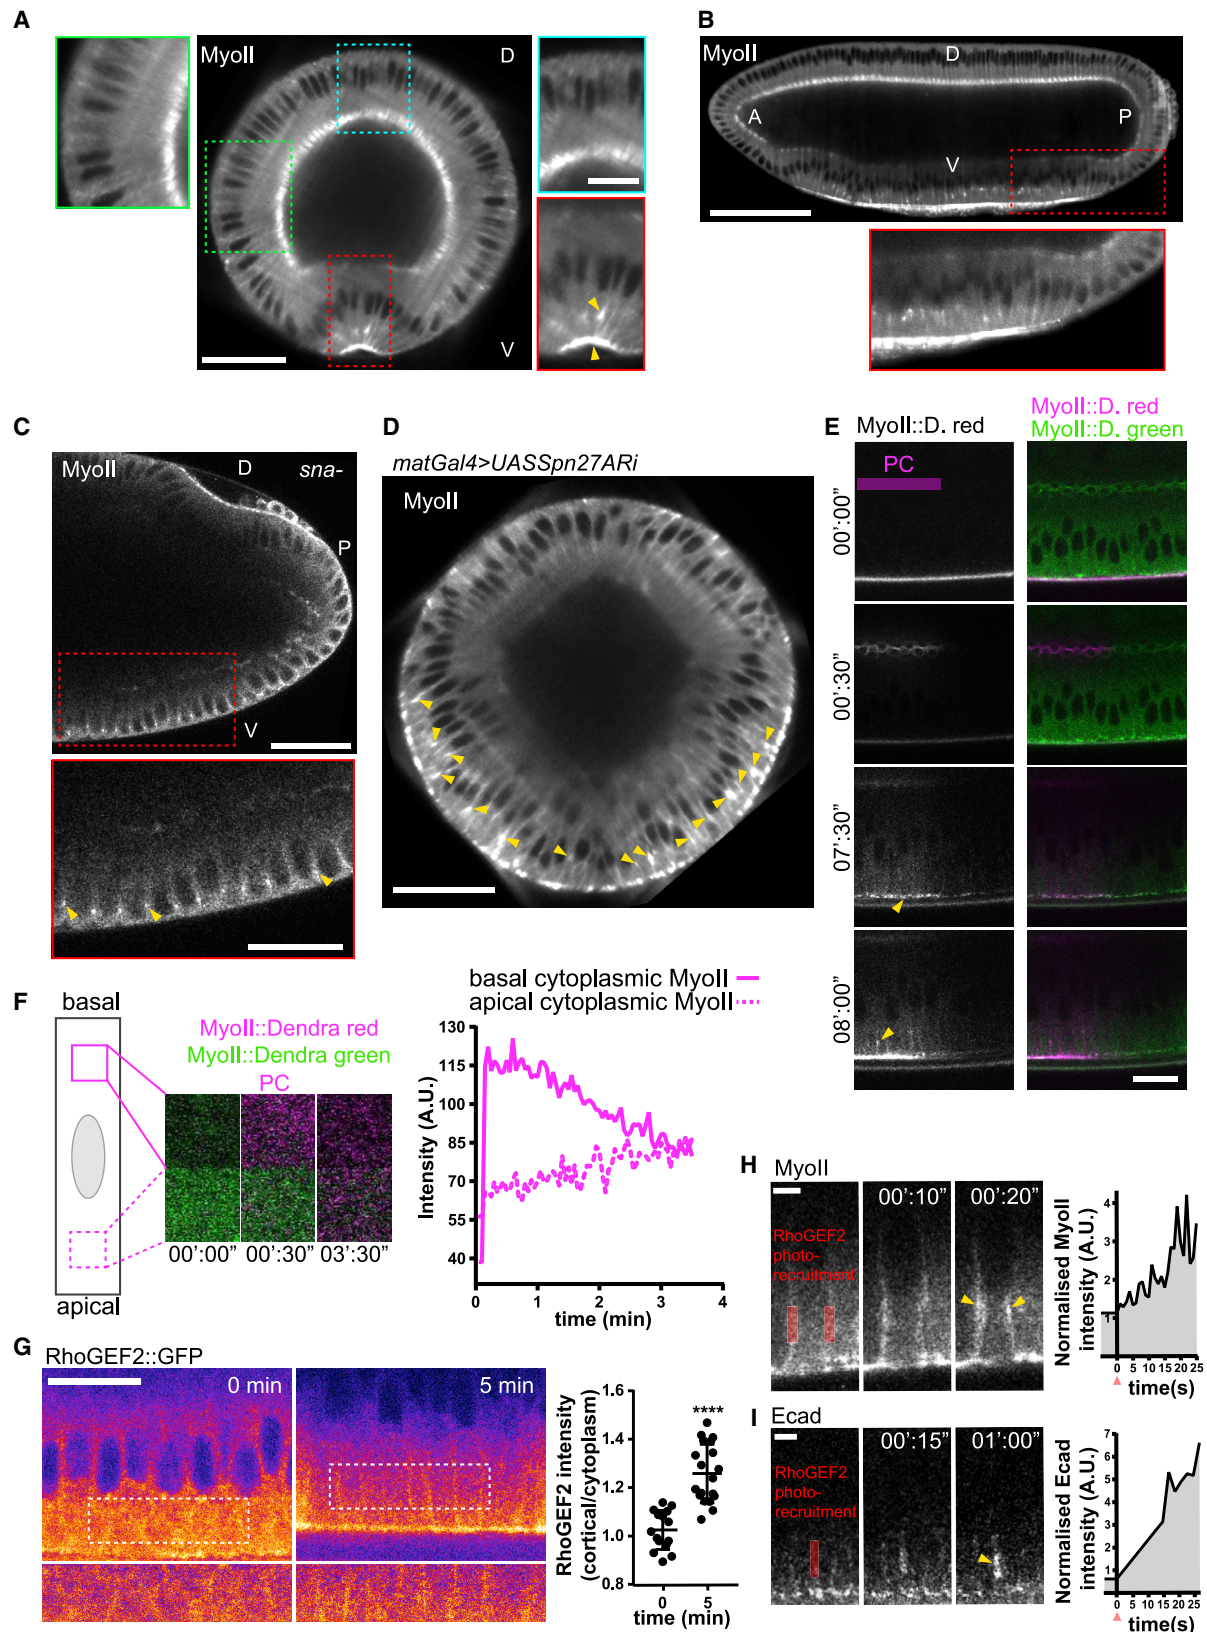 A
MyoII
D
V
B
MyoII
D
A
P
V
C
MyoII
D
sna-
P
V
D
matGal4>UASSpn27ARi
MyoII
E
MyoII::D. red
MyoII::D. red
MyoII::D. green
PC
00':00"
00':30"
07':30"
08':00"
F
basal
apical
MyoII::Dendra red
MyoII::Dendra green
PC
00':00"
00':30"
03':30"
basal cytoplasmic MyoII
apical cytoplasmic MyoII
Intensity (A.U.)
130
115
100
85
70
55
40
0
1
2
3
4
time (min)
G
RhoGEF2::GFP
0 min
5 min
RhoGEF2 intensity
(cortical/cytoplasm)
1.6
1.4
1.2
1.0
0.8
****
0
5
time (min)
H
MyoII
RhoGEF2
photo-
recruitment
00':10"
00':20"
Normalised MyoII
intensity (A.U.)
4
3
2
1
0 5 10 15 20 25
time(s)
I
Ecad
RhoGEF2
photo-
recruitment
00':15"
01':00"
Normalised Ecad
intensity (A.U.)
7
6
5
4
3
2
1
0 5 10 15 20 25
time(s)